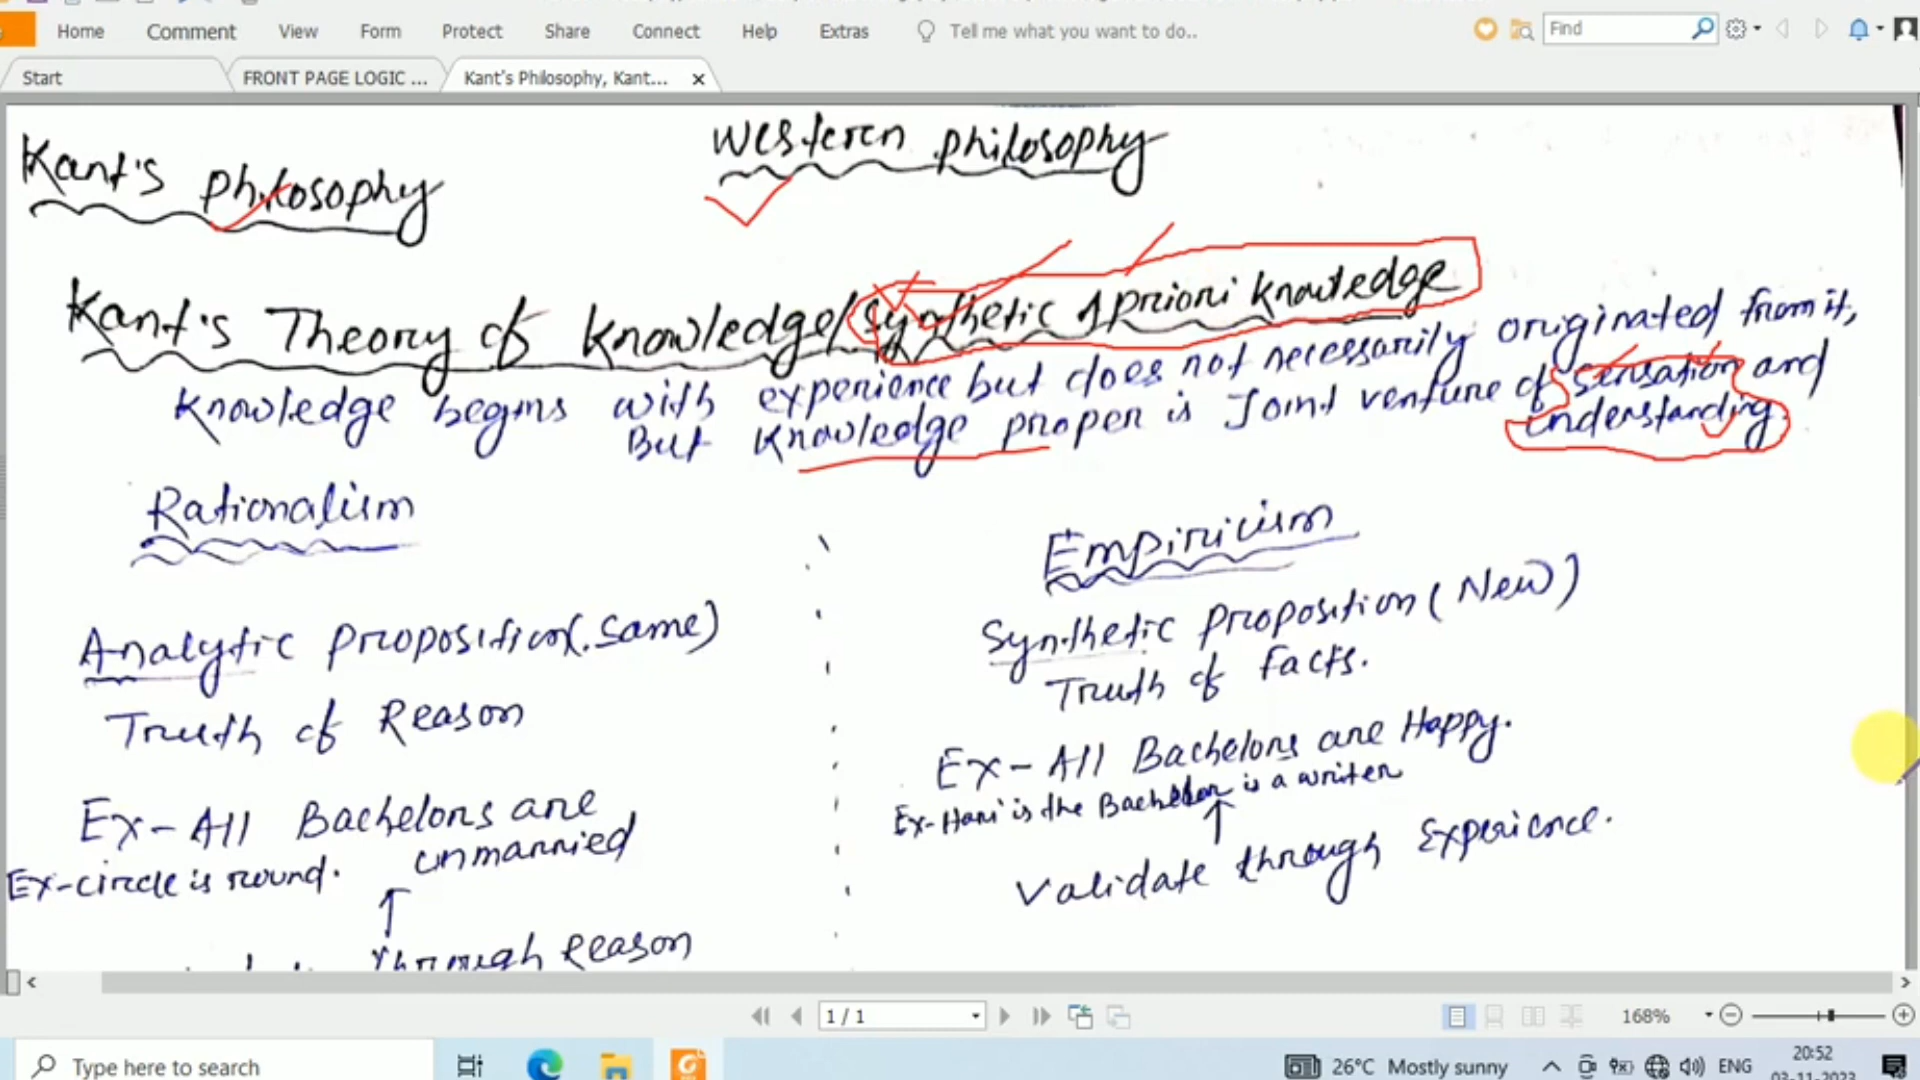 Home Comment View Form Protect Share Connect Help Extras Tell me what you want to do.. Find
Start FRONT PAGE LOGIC ... Kant's Philosophy, Kant...
Western philosophy
Kant's philosophy
Kant's Theory of Knowledge/Synthetic Apriori Knowledge
Knowledge begins with experience but does not necessarily originated from it,
But Knowledge proper is Joint venture of sensation and
understanding.
Rationalism
Analytic proposition(same)
Truth of Reason
Ex-All Bachelors are
unmarried
Ex-circle is round.
through Reason
Empiricism
Synthetic proposition(New)
Truth of Facts.
Ex-All Bachelors are Happy.
Ex-Hari is the Bachelor is a writer
Validate through Experience.
1 / 1 168%
Type here to search 26°C Mostly sunny ENG 20:52
03-11-2023